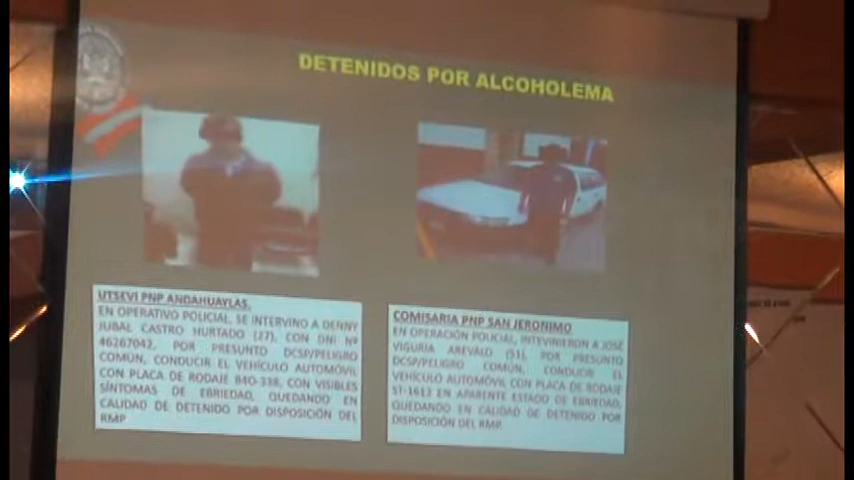 DETENIDOS POR ALCOHOLEMA
UTSEVI PNP ANDAHUAYLAS.
EN OPERATIVO POLICIAL, SE INTERVINO A DENNY
JUBAL CASTRO HURTADO (27), CON DNI Nº
46267042, POR PRESUNTO DCSP/PELIGRO
COMÚN, CONDUCIR EL VEHÍCULO AUTOMÓVIL
CON PLACA DE RODAJE B4O-338, CON VISIBLES
SÍNTOMAS DE EBRIEDAD, QUEDANDO EN
CALIDAD DE DETENIDO POR DISPOSICIÓN DEL
RMP
COMISARIA PNP SAN JERONIMO
EN OPERACIÓN POLICIAL, INTEVINIERON A JOSÉ
VIGURIA AREVALO (51), POR PRESUNTO
DCSP/PELIGRO COMÚN, CONDUCIR EL
VEHÍCULO AUTOMÓVIL CON PLACA DE RODAJE
ST-1613 EN APARENTE ESTADO DE EBRIEDAD,
QUEDANDO EN CALIDAD DE DETENIDO POR
DISPOSICIÓN DEL RMP.